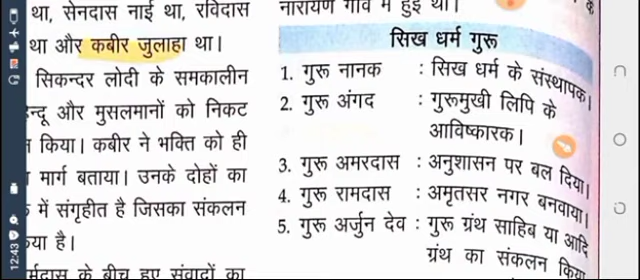 था, सेनदास नाई था, रविदास
था और कबीर जुलाहा था।
सिकन्दर लोदी के समकालीन
और मुसलमानों को निकट
किया। कबीर ने भक्ति को ही
मार्ग बताया। उनके दोहों का
में संगृहीत है जिसका संकलन
है।
के बीच हुए संवादों का
नारायण गाँव में हुई थी।
सिख धर्म गुरू
1. गुरू नानक : सिख धर्म के संस्थापक।
2. गुरू अंगद : गुरूमुखी लिपि के
आविष्कारक।
3. गुरू अमरदास : अनुशासन पर बल दिया।
4. गुरू रामदास : अमृतसर नगर बनवाया।
5. गुरू अर्जुन देव : गुरू ग्रंथ साहिब या आदि
ग्रंथ का संकलन
12:43